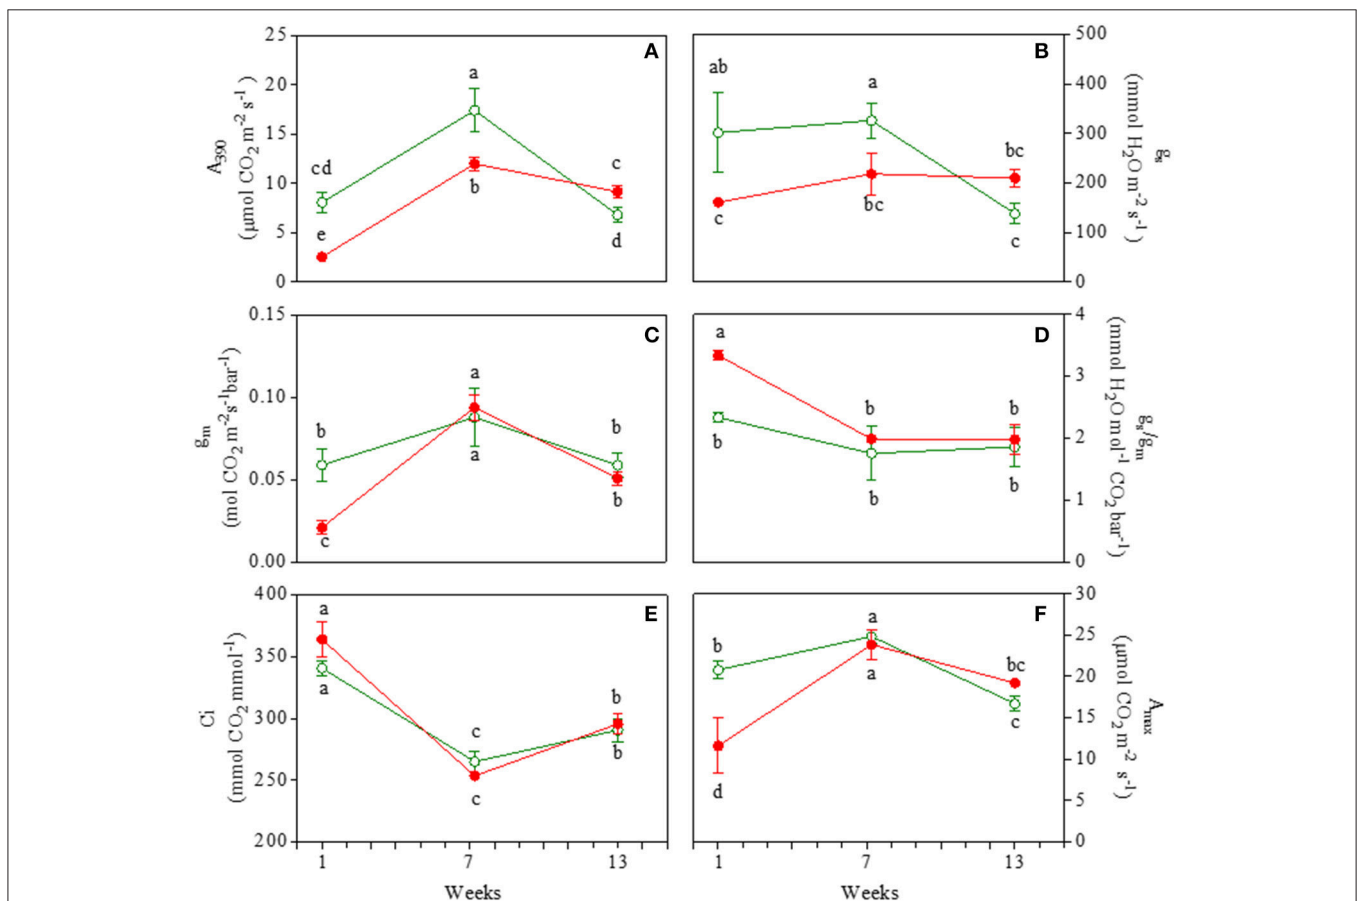 A
25
20
15
10
5
0
A390
(μmol CO2 m-2 s-1)
cd
e
a
b
c
d
B
500
400
300
200
100
0
gs
(mmol H2O m-2 s-1)
ab
c
a
bc
bc
c
C
0.15
0.10
0.05
0.00
gm
(mol CO2 m-2s-1bar-1)
b
c
a
a
b
b
D
4
3
2
1
0
gs/gm
(mmol H2O mol-1 CO2 bar-1)
a
b
b
b
b
b
E
400
350
300
250
200
Ci
(mmol CO2 mmol-1)
a
a
c
c
b
b
1 7 13
Weeks
F
30
25
20
15
10
5
0
Amax
(μmol CO2 m-2 s-1)
b
d
a
a
bc
c
1 7 13
Weeks